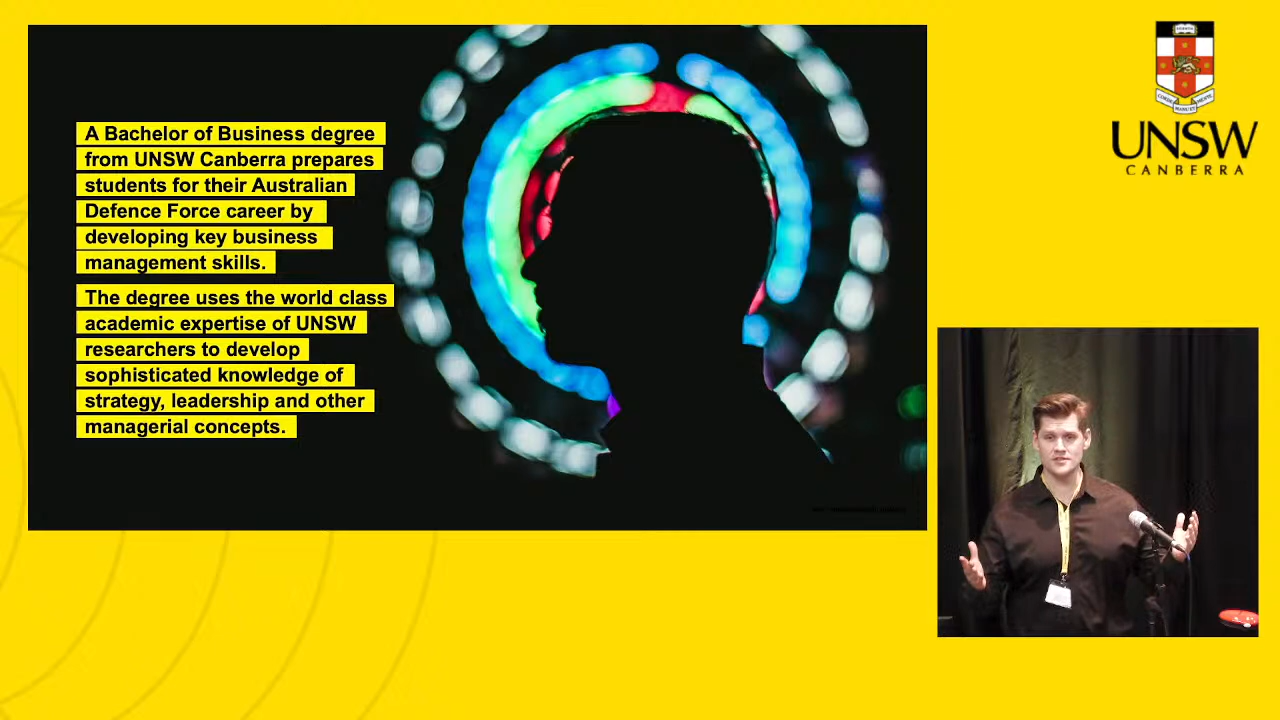 A Bachelor of Business degree
from UNSW Canberra prepares
students for their Australian
Defence Force career by
developing key business
management skills.
The degree uses the world class
academic expertise of UNSW
researchers to develop
sophisticated knowledge of
strategy, leadership and other
managerial concepts.
UNSW
CANBERRA